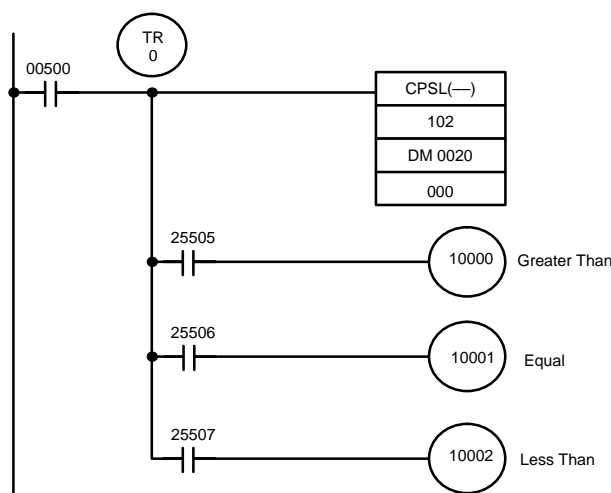 TR
0
00500
CPSL(—)
102
DM 0020
000
25505
10000
Greater Than
25506
10001
Equal
25507
10002
Less Than